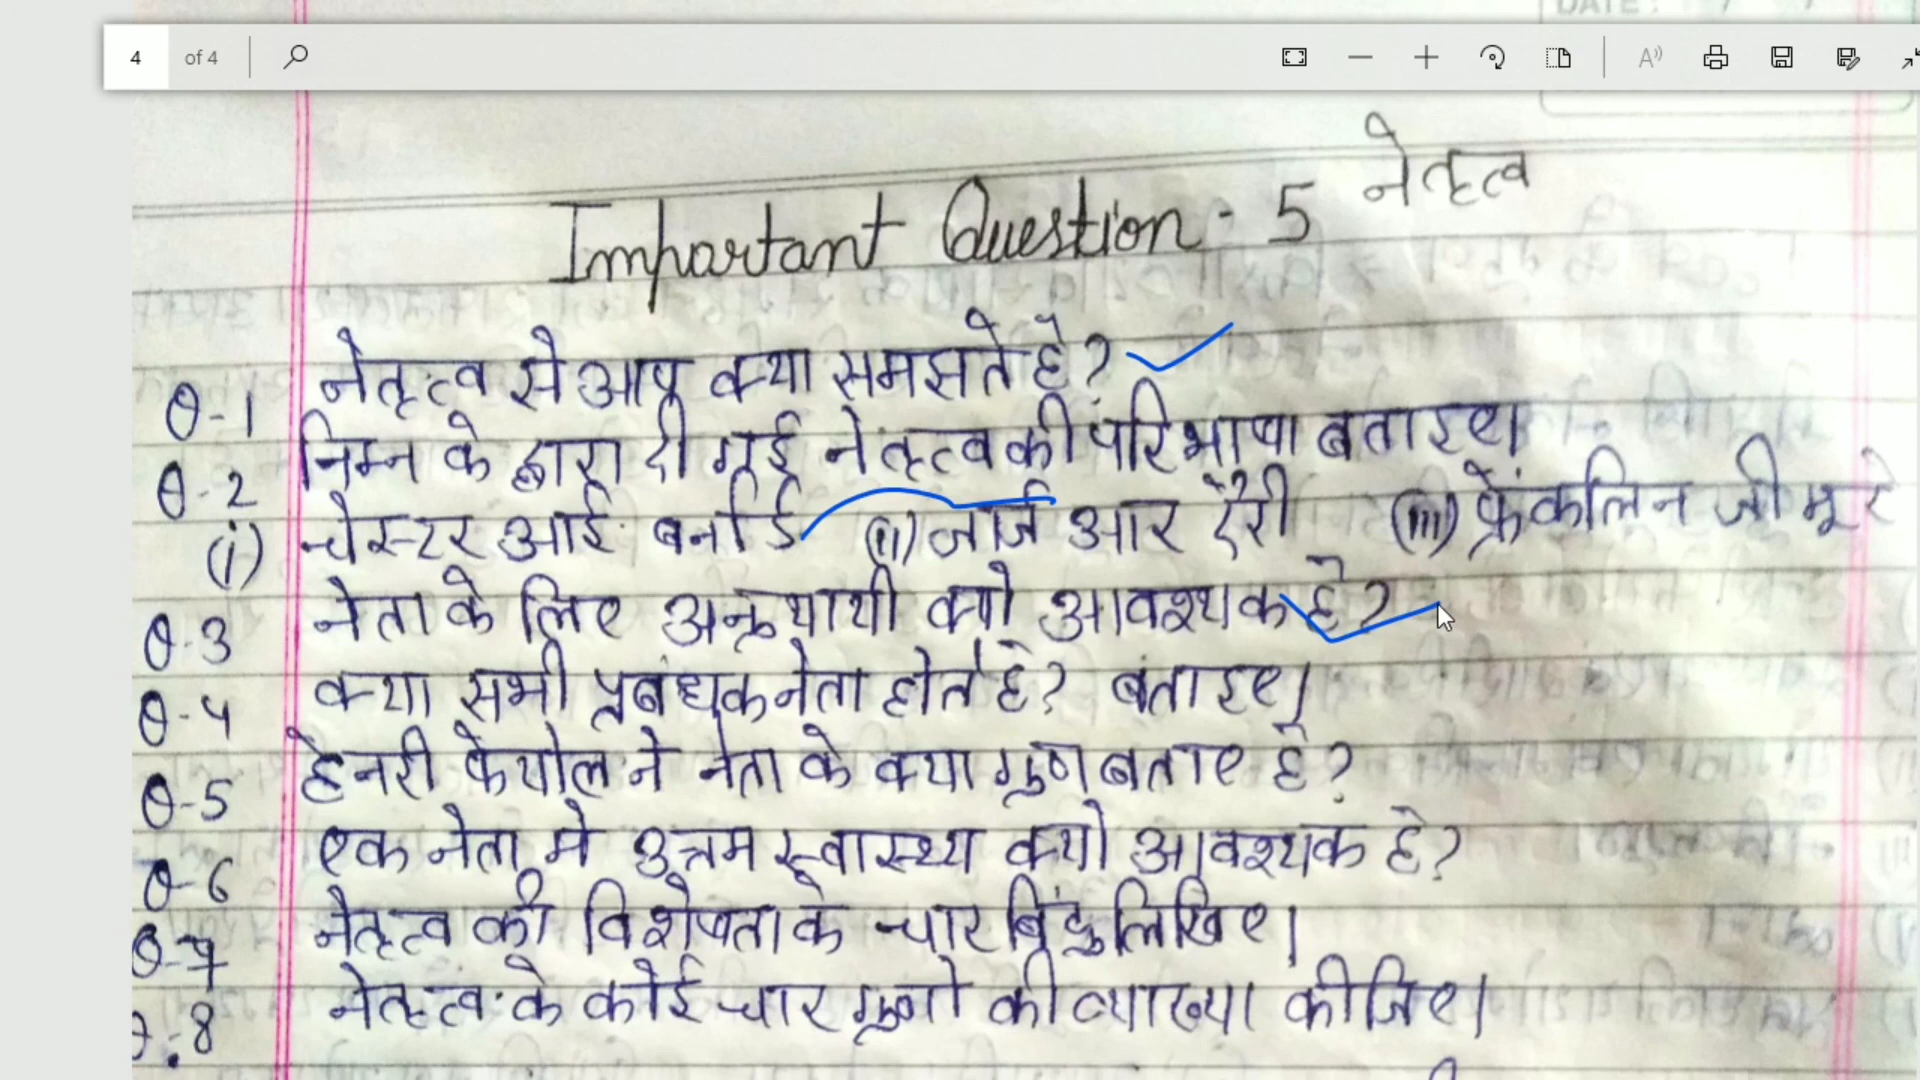 DATE :
4 of 4
Important Question - 5 नेतृत्व
Q-1 नेतृत्व से आप क्या समझते है?
Q-2 निम्न के द्वारा दी गई नेतृत्व की परिभाषा बताइए।
(i) चेस्टर आई बर्नार्ड (ii) जार्ज आर टैरी (iii) फ्रेंकलिन जी मूरे
Q-3 नेता के लिए अनुयायी क्यो आवश्यक है?
Q-4 क्या सभी प्रबंधक नेता होते है? बताइए।
Q-5 हेनरी फेयोल ने नेता के क्या गुण बताए है?
Q-6 एक नेता मे उत्तम स्वास्थ्य क्यो आवश्यक है?
Q-7 नेतृत्व की विशेषता के चार बिंदु लिखिए।
Q.8 नेतृत्व के कोई चार गुणो की व्याख्या कीजिए।